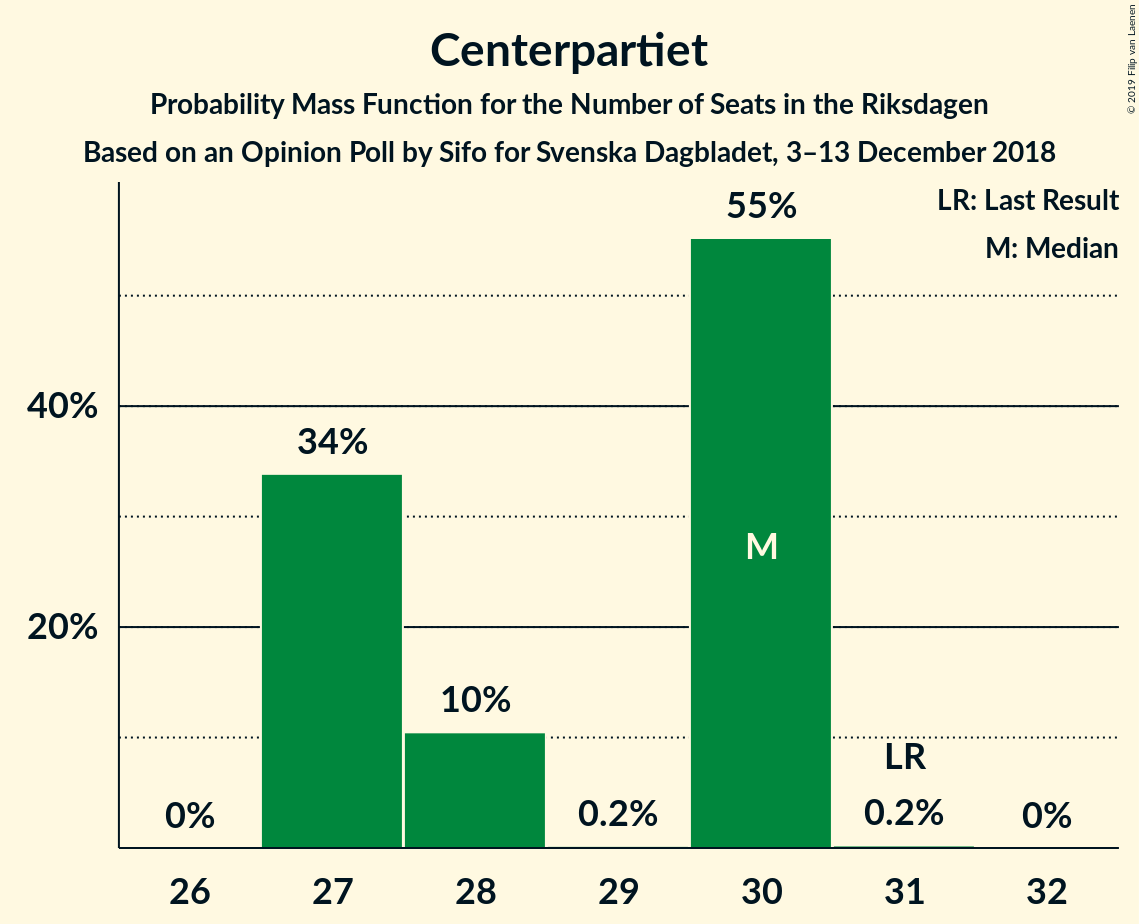 Centerpartiet
Probability Mass Function for the Number of Seats in the Riksdagen
Based on an Opinion Poll by Sifo for Svenska Dagbladet, 3–13 December 2018
© 2019 Filip van Laenen
LR: Last Result
M: Median
55%
40%
34%
M
20%
10%
LR
0% 0.2% 0.2% 0%
26 27 28 29 30 31 32